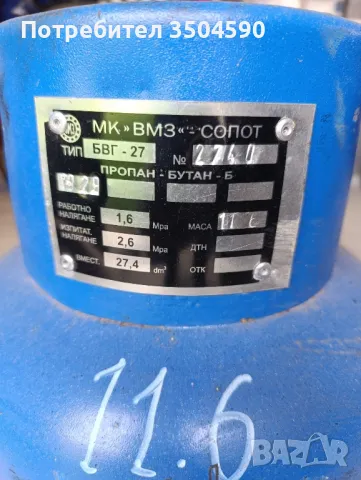 Потребител 3504590
МК»ВМЗ«-СОПОТ
ТИП БВГ-27 № 2740
ПРОПАН-БУТАН-Б
РАБОТНО НАЛЯГАНЕ 1,6 Mpa МАСА 11 6
ИЗПИТАТ. НАЛЯГАНЕ 2,6 Mpa ДТН
ВМЕСТ. 27,4 dm³ ОТК
11.6
BAZAR